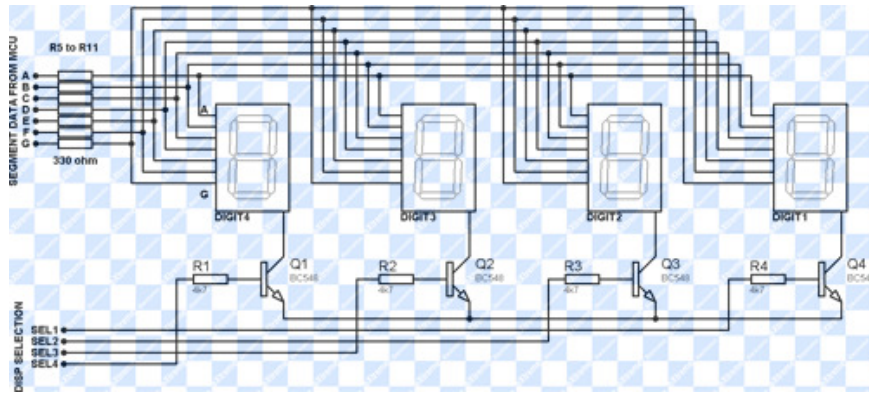 R5 to R11
SEGMENT DATA FROM MCU
A
B
C
D
E
F
G
330 ohm
A
G
DIGIT4
DIGIT3
DIGIT2
DIGIT1
R1
4k7
Q1
BC548
R2
4k7
Q2
BC548
R3
4k7
Q3
BC548
R4
4k7
Q4
BC54
DISP SELECTION
SEL1
SEL2
SEL3
SEL4